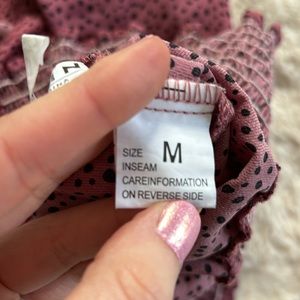 SIZE M
INSEAM
CAREINFORMATION
ON REVERSE SIDE